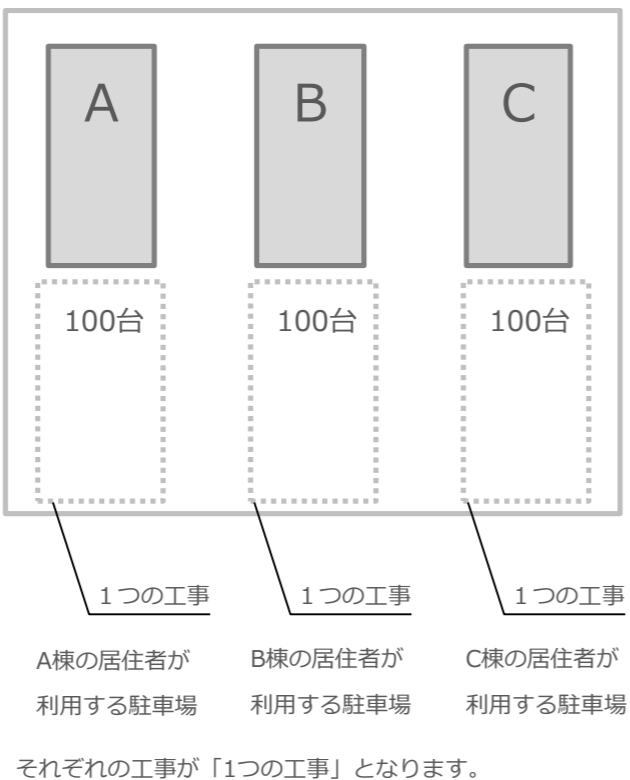 A
B
C
100台
100台
100台
１つの工事
１つの工事
１つの工事
A棟の居住者が
利用する駐車場
B棟の居住者が
利用する駐車場
C棟の居住者が
利用する駐車場
それぞれの工事が「1つの工事」となります。